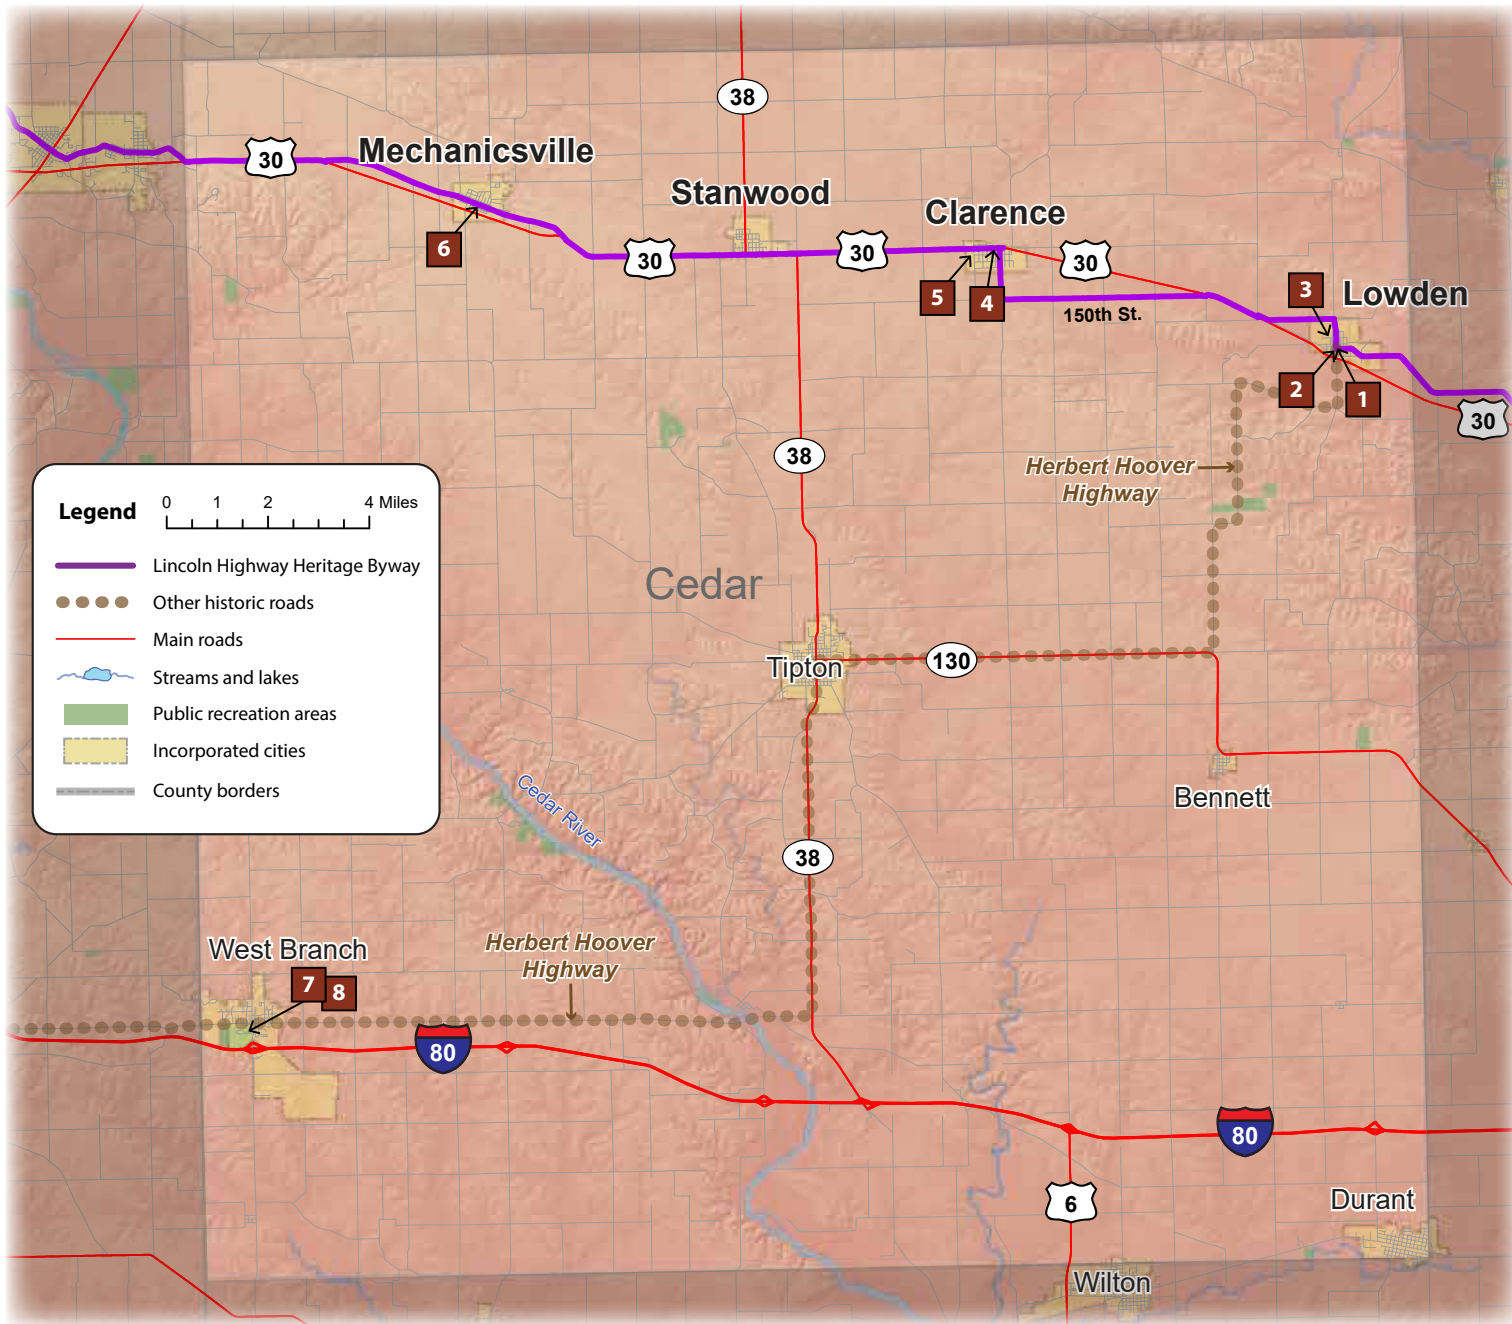 38
30
Mechanicsville
Stanwood
Clarence
6
30
30
30
5
4
150th St.
3
Lowden
2
1
30
38
Herbert Hoover
Highway
Legend
0 1 2 4 Miles
Lincoln Highway Heritage Byway
Other historic roads
Main roads
Streams and lakes
Public recreation areas
Incorporated cities
County borders
Cedar
Tipton
130
Bennett
Cedar River
38
West Branch
Herbert Hoover
Highway
7
8
80
80
6
Durant
Wilton